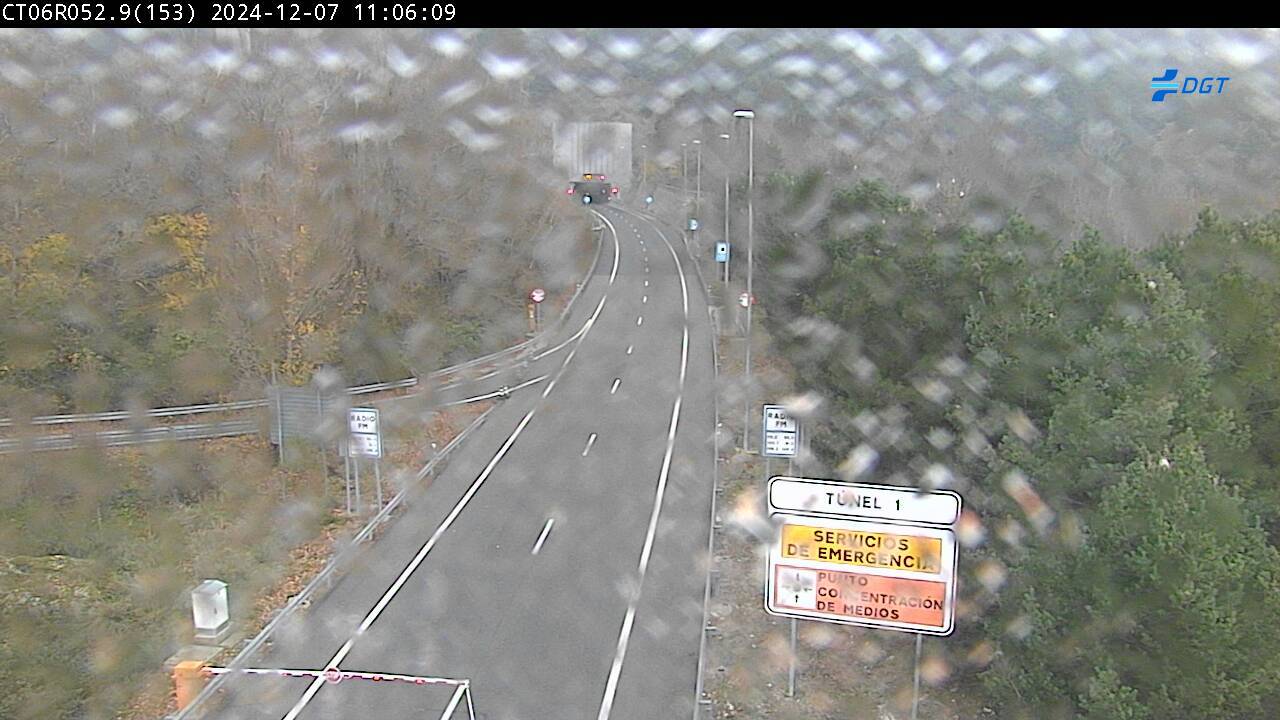 CT06R052.9(153) 2024-12-07 11:06:09
DGT
RADIO
FM
RADIO
FM
TÚNEL 1
SERVICIOS
DE EMERGENCIA
PUNTO
CONCENTRACIÓN
DE MEDIOS